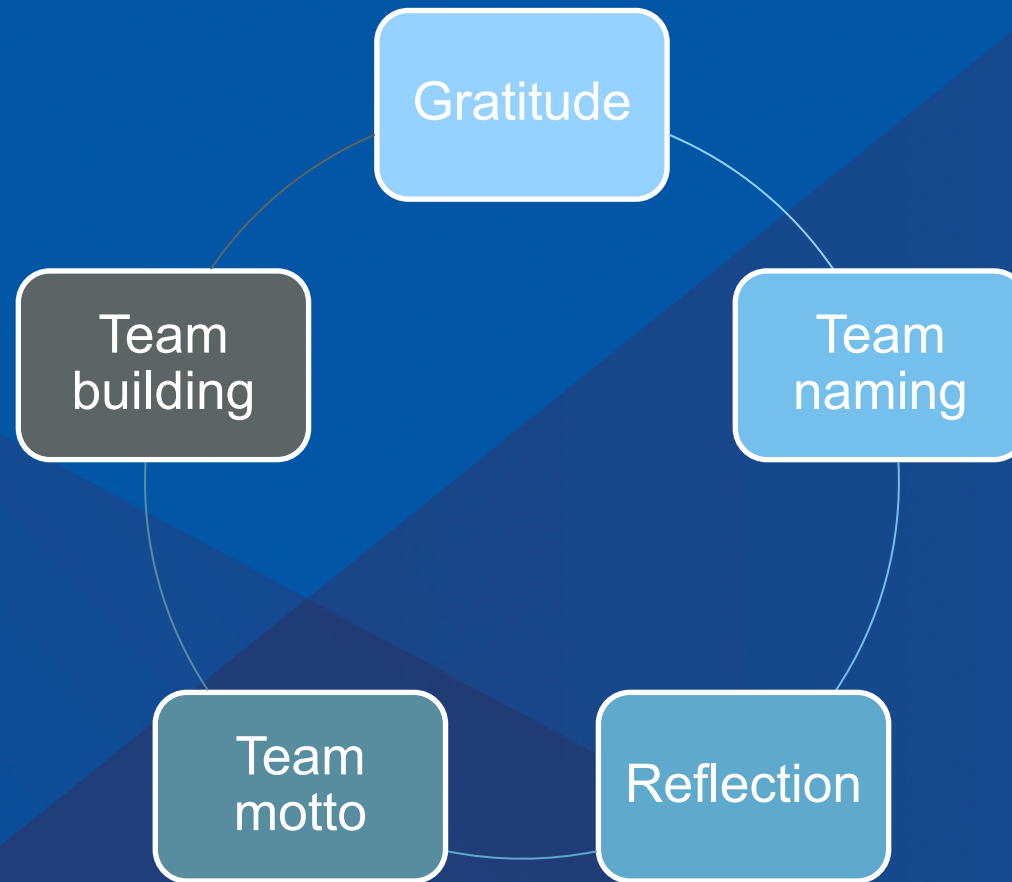 Gratitude
Team
naming
Reflection
Team
motto
Team
building